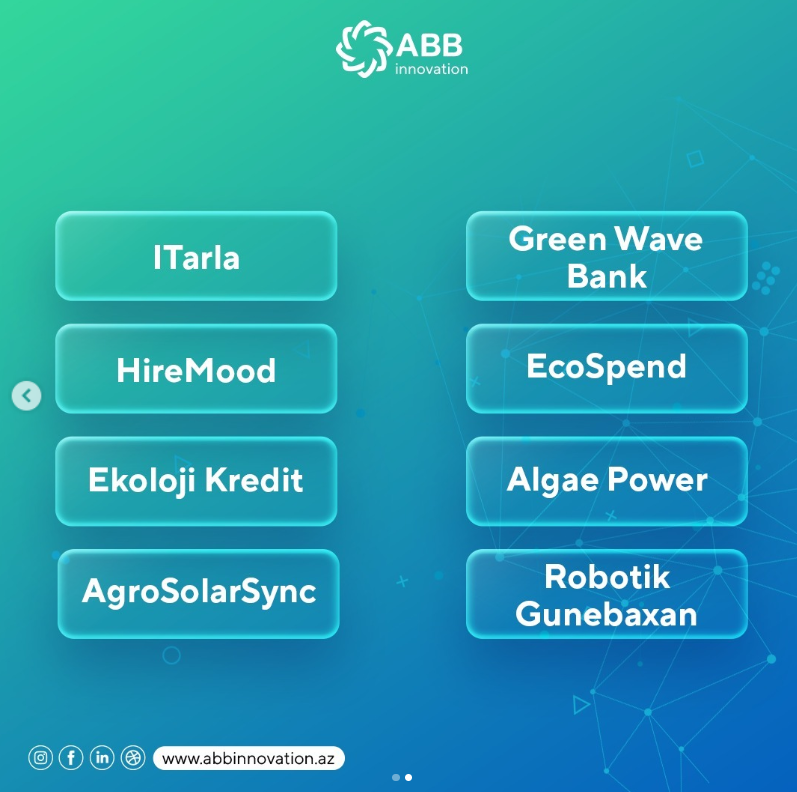 ABB
innovation
ITarla
Green Wave
Bank
HireMood
EcoSpend
Ekoloji Kredit
Algae Power
AgroSolarSync
Robotik
Gunebaxan
www.abbinnovation.az